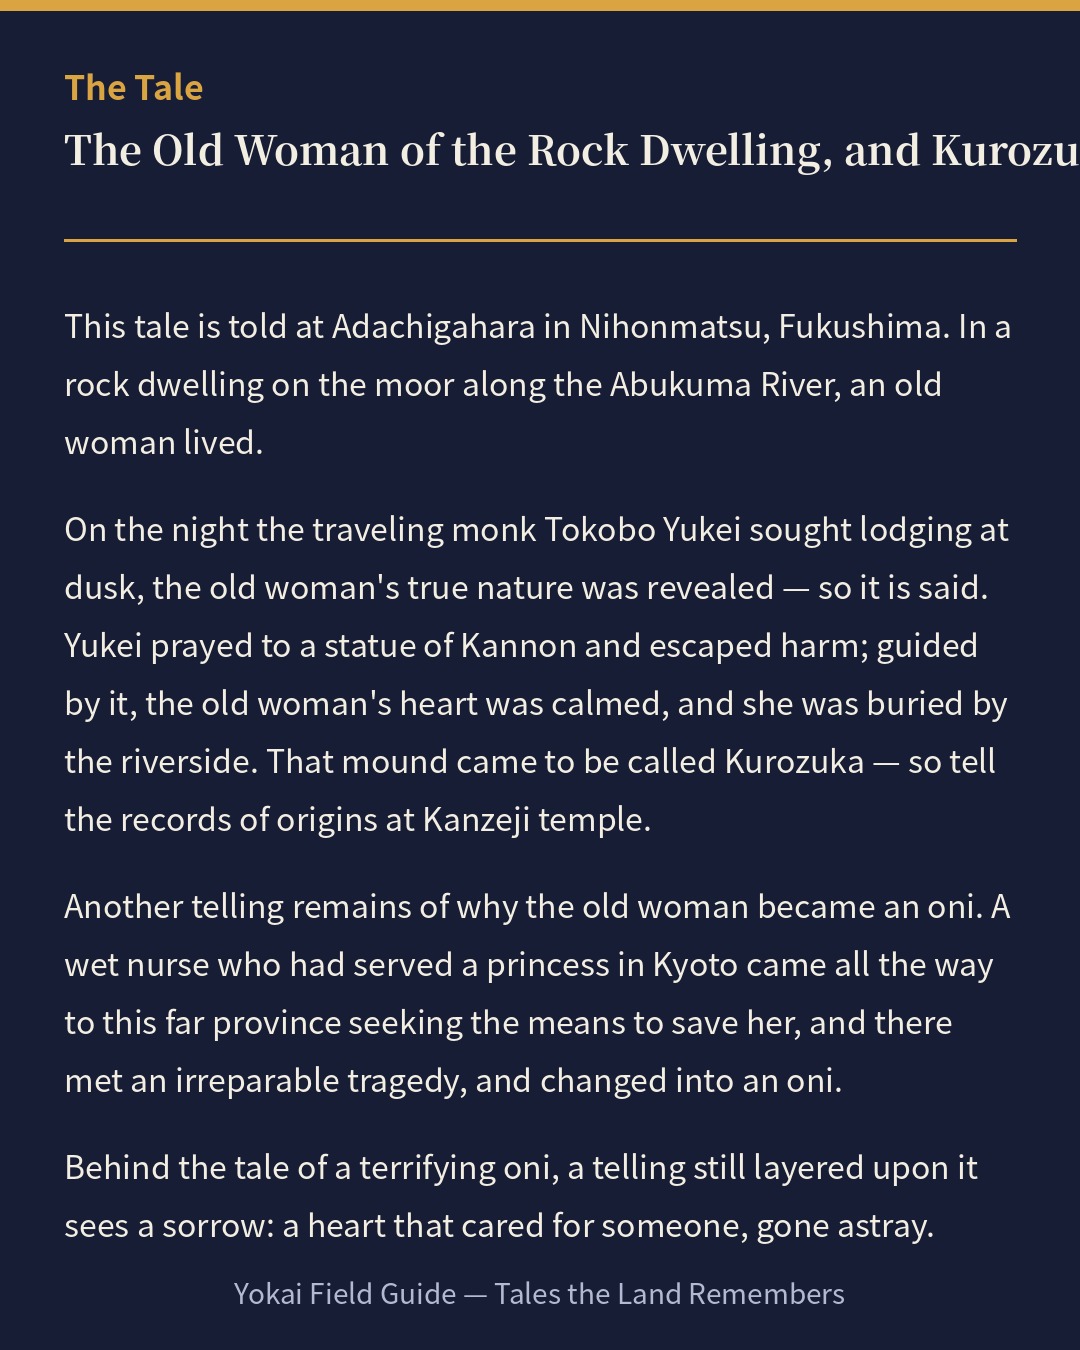 The Tale
The Old Woman of the Rock Dwelling, and Kurozu
This tale is told at Adachigahara in Nihonmatsu, Fukushima. In a
rock dwelling on the moor along the Abukuma River, an old
woman lived.
On the night the traveling monk Tokobo Yukei sought lodging at
dusk, the old woman's true nature was revealed — so it is said.
Yukei prayed to a statue of Kannon and escaped harm; guided
by it, the old woman's heart was calmed, and she was buried by
the riverside. That mound came to be called Kurozuka — so tell
the records of origins at Kanzeji temple.
Another telling remains of why the old woman became an oni. A
wet nurse who had served a princess in Kyoto came all the way
to this far province seeking the means to save her, and there
met an irreparable tragedy, and changed into an oni.
Behind the tale of a terrifying oni, a telling still layered upon it
sees a sorrow: a heart that cared for someone, gone astray.
Yokai Field Guide — Tales the Land Remembers